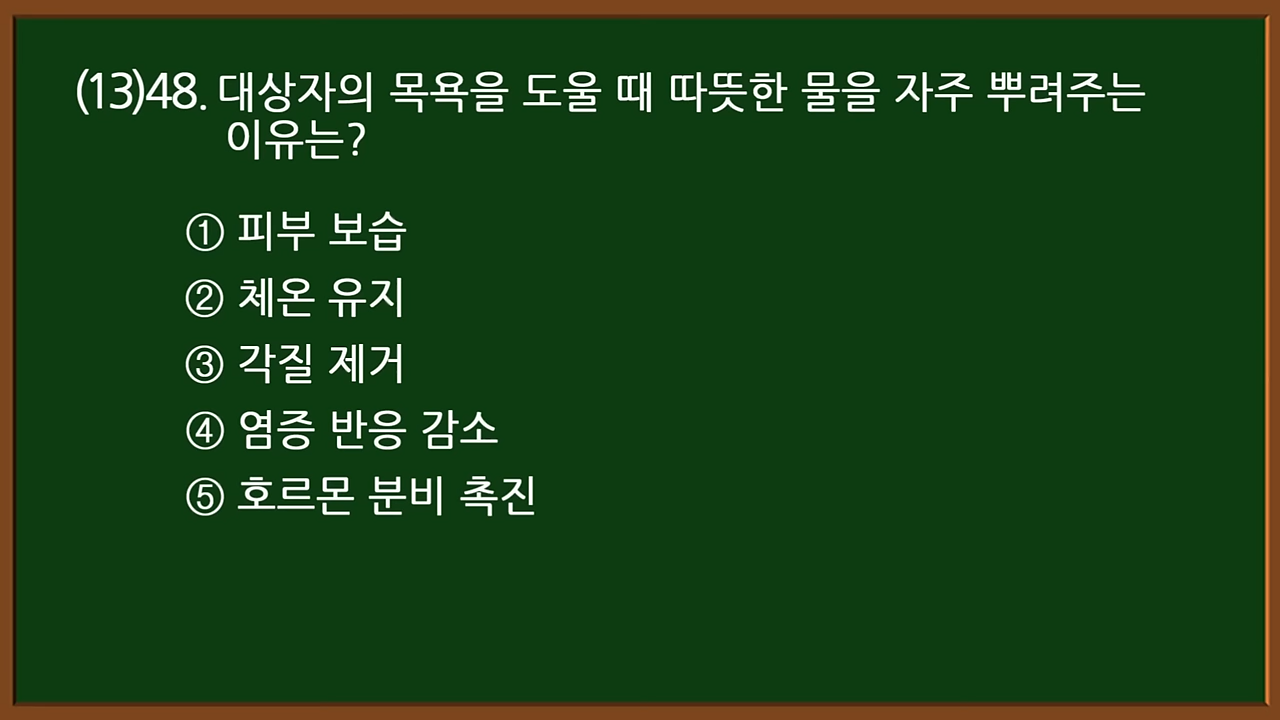 (13)48. 대상자의 목욕을 도울 때 따뜻한 물을 자주 뿌려주는
이유는?
① 피부 보습
② 체온 유지
③ 각질 제거
④ 염증 반응 감소
⑤ 호르몬 분비 촉진